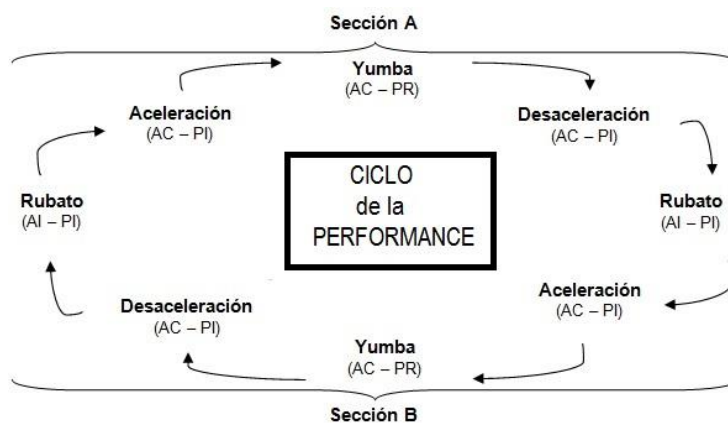 Sección A
Yumba
(AC – PR)
Aceleración
(AC – PI)
Desaceleración
(AC – PI)
CICLO
de la
PERFORMANCE
Rubato
(AI – PI)
Rubato
(AI – PI)
Aceleración
(AC – PI)
Desaceleración
(AC – PI)
Yumba
(AC – PR)
Sección B